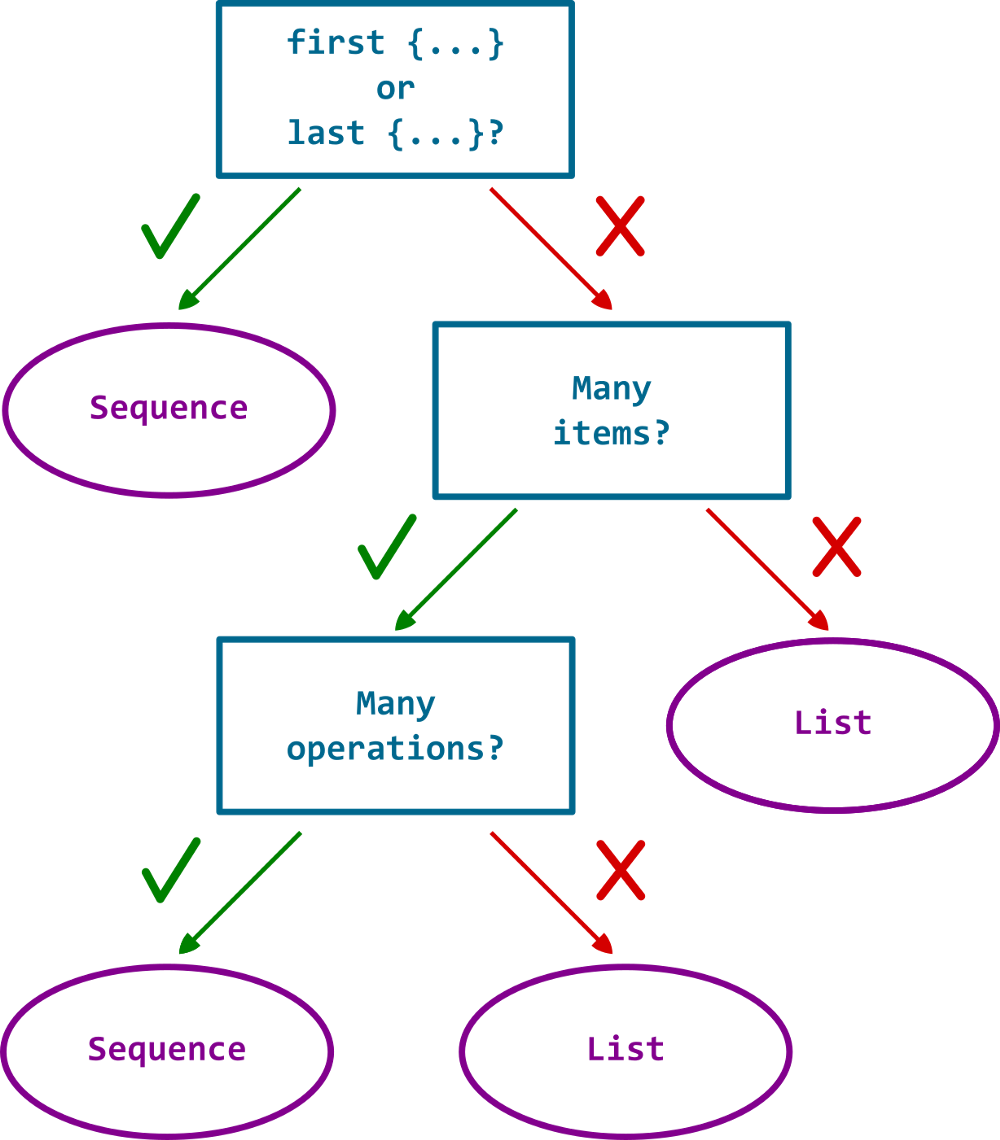 first {...}
or
last {...}?
Sequence
Many
items?
Many
operations?
List
Sequence
List